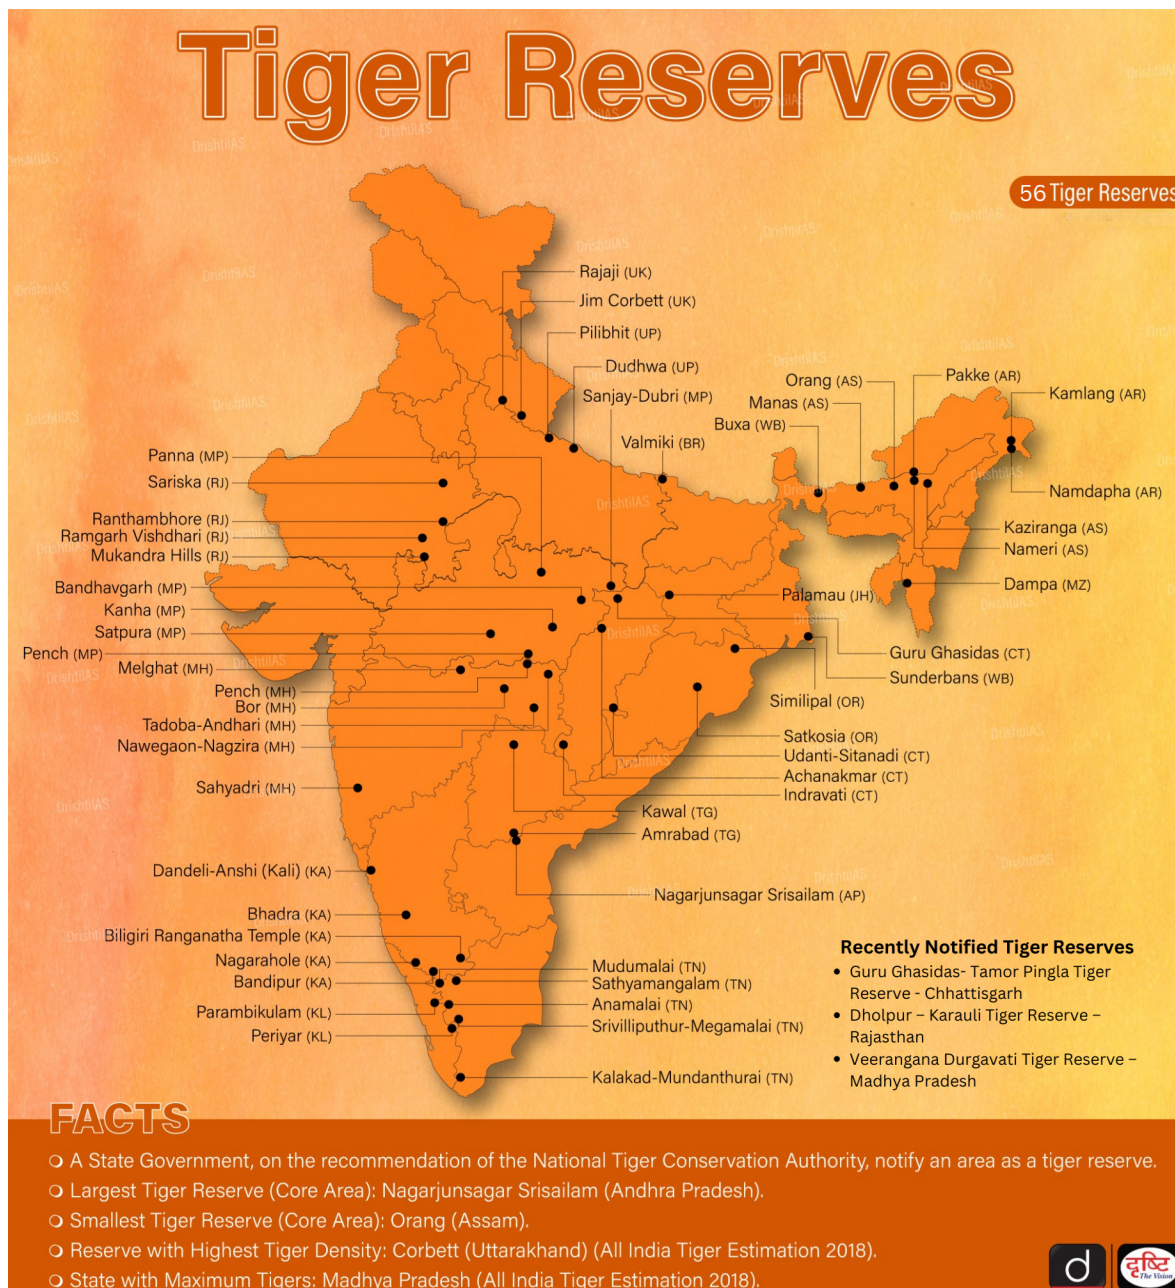 Tiger Reserves
56 Tiger Reserves
Rajaji (UK)
Jim Corbett (UK)
Pilibhit (UP)
Dudhwa (UP)
Sanjay-Dubri (MP)
Valmiki (BR)
Orang (AS)
Manas (AS)
Buxa (WB)
Pakke (AR)
Kamlang (AR)
Namdapha (AR)
Kaziranga (AS)
Nameri (AS)
Dampa (MZ)
Panna (MP)
Sariska (RJ)
Ranthambhore (RJ)
Ramgarh Vishdhari (RJ)
Mukandra Hills (RJ)
Bandhavgarh (MP)
Kanha (MP)
Satpura (MP)
Pench (MP)
Melghat (MH)
Pench (MH)
Bor (MH)
Tadoba-Andhari (MH)
Nawegaon-Nagzira (MH)
Sahyadri (MH)
Palamau (JH)
Guru Ghasidas (CT)
Sunderbans (WB)
Similipal (OR)
Satkosia (OR)
Udanti-Sitanadi (CT)
Achanakmar (CT)
Indravati (CT)
Kawal (TG)
Amrabad (TG)
Nagarjunsagar Srisailam (AP)
Dandeli-Anshi (Kali) (KA)
Bhadra (KA)
Biligiri Ranganatha Temple (KA)
Nagarahole (KA)
Bandipur (KA)
Parambikulam (KL)
Periyar (KL)
Mudumalai (TN)
Sathyamangalam (TN)
Anamalai (TN)
Srivilliputhur-Megamalai (TN)
Kalakad-Mundanthurai (TN)
Recently Notified Tiger Reserves
• Guru Ghasidas- Tamor Pingla Tiger
Reserve - Chhattisgarh
• Dholpur – Karauli Tiger Reserve –
Rajasthan
• Veerangana Durgavati Tiger Reserve –
Madhya Pradesh
FACTS
❍ A State Government, on the recommendation of the National Tiger Conservation Authority, notify an area as a tiger reserve.
❍ Largest Tiger Reserve (Core Area): Nagarjunsagar Srisailam (Andhra Pradesh).
❍ Smallest Tiger Reserve (Core Area): Orang (Assam).
❍ Reserve with Highest Tiger Density: Corbett (Uttarakhand) (All India Tiger Estimation 2018).
❍ State with Maximum Tigers: Madhya Pradesh (All India Tiger Estimation 2018).
d
दृष्टि
The Vision
DrishtiIAS